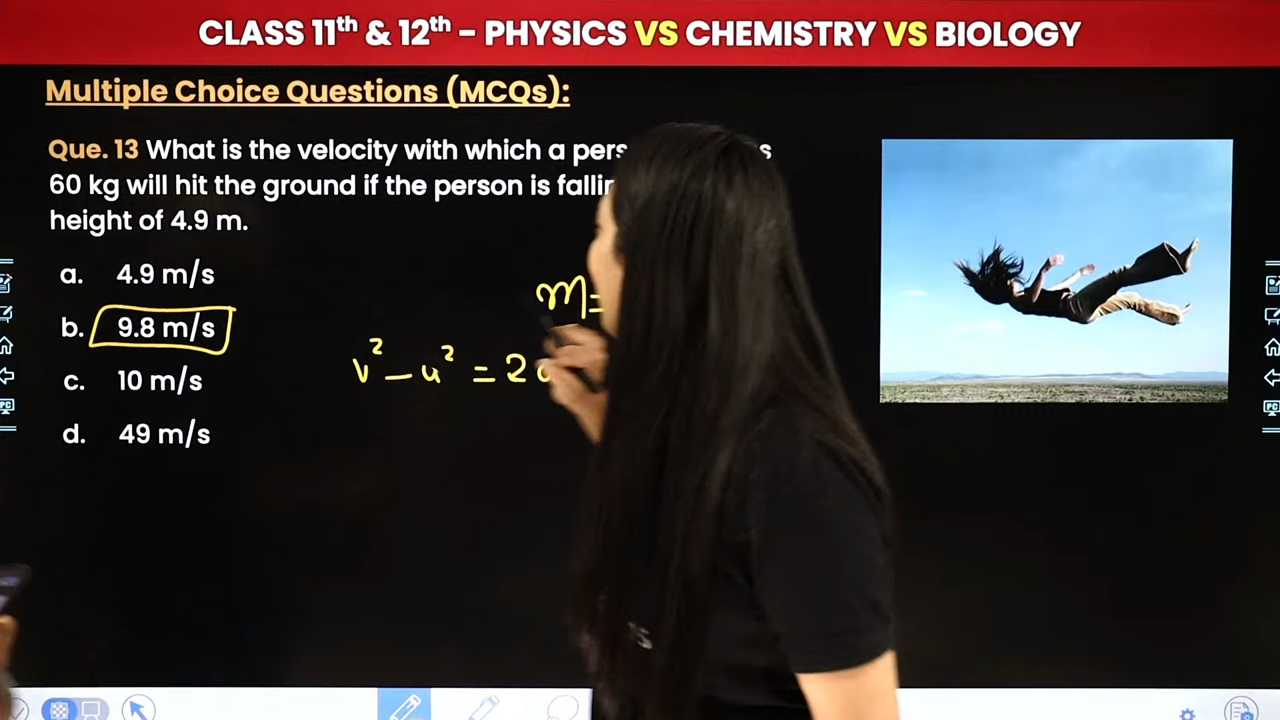 CLASS 11th & 12th - PHYSICS VS CHEMISTRY VS BIOLOGY
Multiple Choice Questions (MCQs):
Que. 13 What is the velocity with which a
60 kg will hit the ground if the person is
height of 4.9 m.
a. 4.9 m/s
b. 9.8 m/s
c. 10 m/s
d. 49 m/s
m=
v² - u² = 2